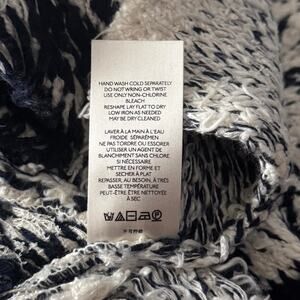 HAND WASH COLD SEPARATELY
DO NOT WRING OR TWIST
USE ONLY NON-CHLORINE
BLEACH
RESHAPE LAY FLAT TO DRY
LOW IRON AS NEEDED
MAY BE DRY CLEANED
LAVER À LA MAIN À L'EAU
FROIDE SÉPARÉMEN
NE PAS TORDRE OU ESSORER
UTILISER UN AGENT DE
BLANCHIMENT SANS CHLORE
SI NÉCESSAIRE
METTRE EN FORME ET
SÉCHER À PLAT
REPASSER, AU BESOIN, À TRÈS
BASSE TEMPÉRATURE
PEUT-ÊTRE ÊTRE NETTOYÉE
À SEC